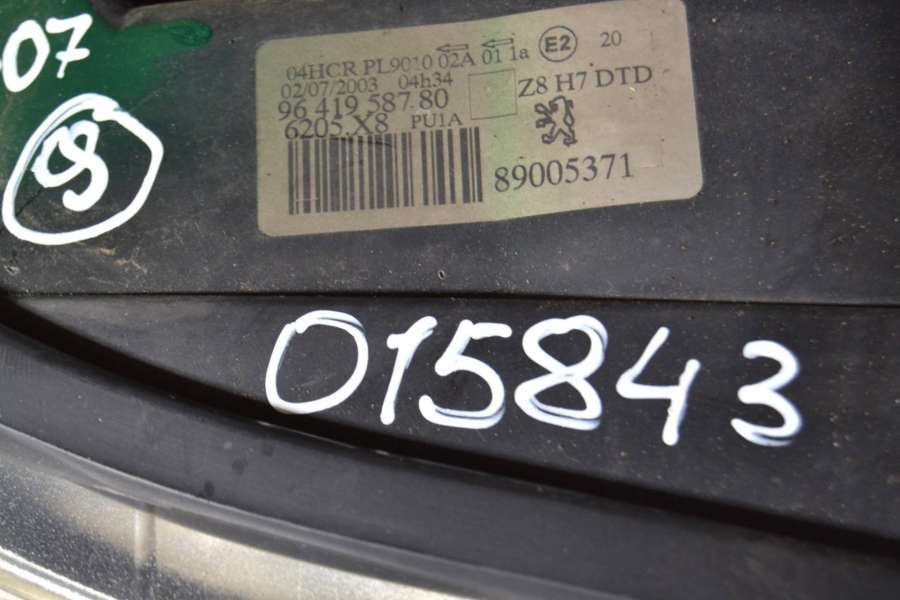 07
04HCR PL9010 02A 01 1a E2 20
02/07/2003 04h34
96 419 587 80
Z8 H7 DTD
6205.X8 PU1A
89005371
015843